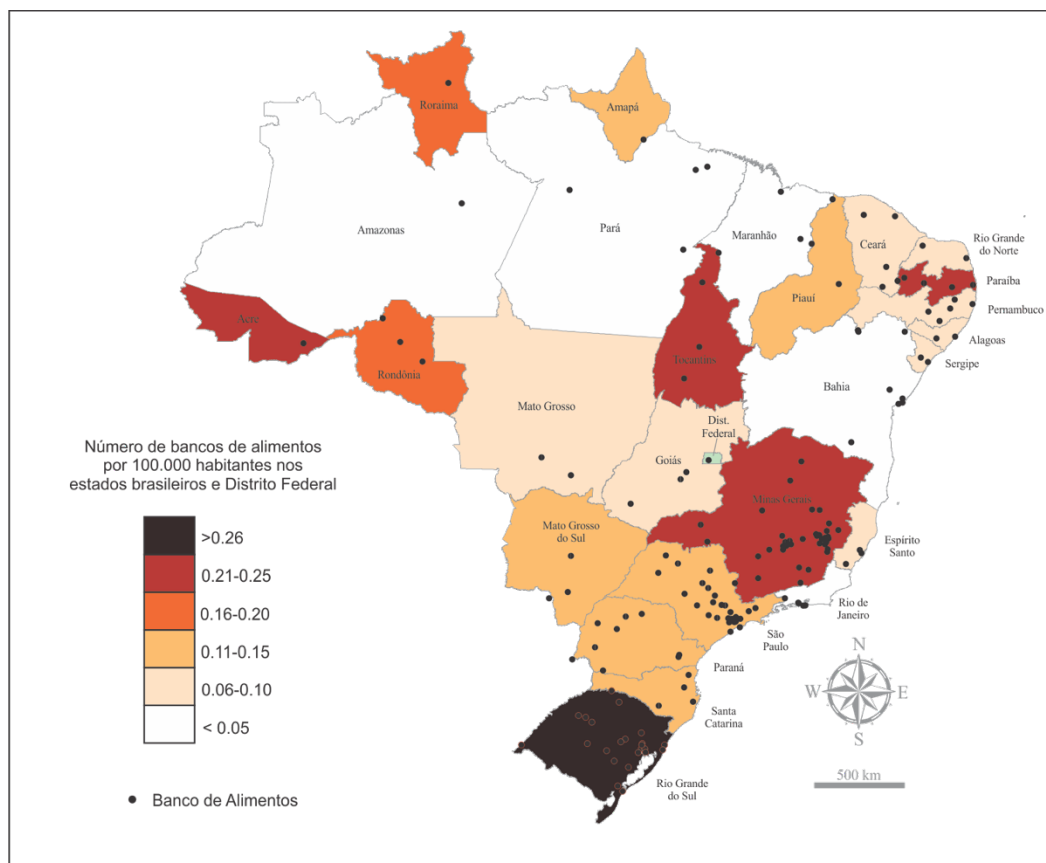 Roraima
Amapá
Amazonas
Pará
Maranhão
Ceará
Rio Grande
do Norte
Paraíba
Piauí
Pernambuco
Acre
Alagoas
Sergipe
Rondônia
Tocantins
Bahia
Mato Grosso
Dist.
Federal
Goiás
Número de bancos de alimentos
por 100.000 habitantes nos
estados brasileiros e Distrito Federal
Minas Gerais
Mato Grosso
do Sul
Espírito
Santo
>0.26
0.21-0.25
0.16-0.20
0.11-0.15
0.06-0.10
< 0.05
Rio de
Janeiro
São
Paulo
Paraná
Santa
Catarina
Rio Grande
do Sul
N
W
E
S
500 km
Banco de Alimentos